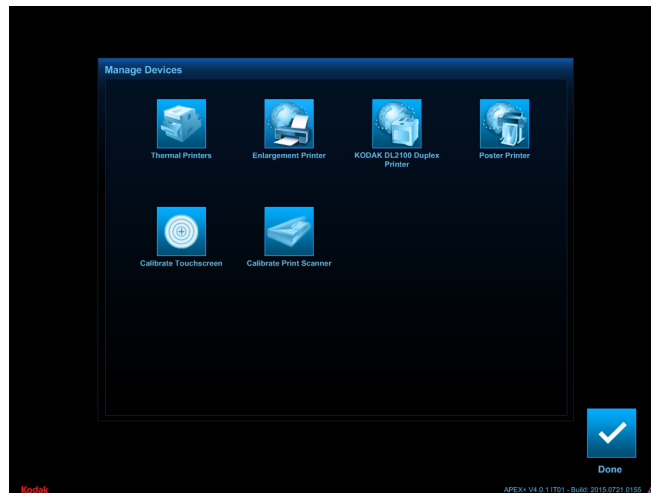 Manage Devices
Thermal Printers
Enlargement Printer
KODAK DL2100 Duplex
Printer
Poster Printer
Calibrate Touchscreen
Calibrate Print Scanner
Done
Kodak
APEX+ V4.0.1 IT01 - Build: 2015.0721.0155